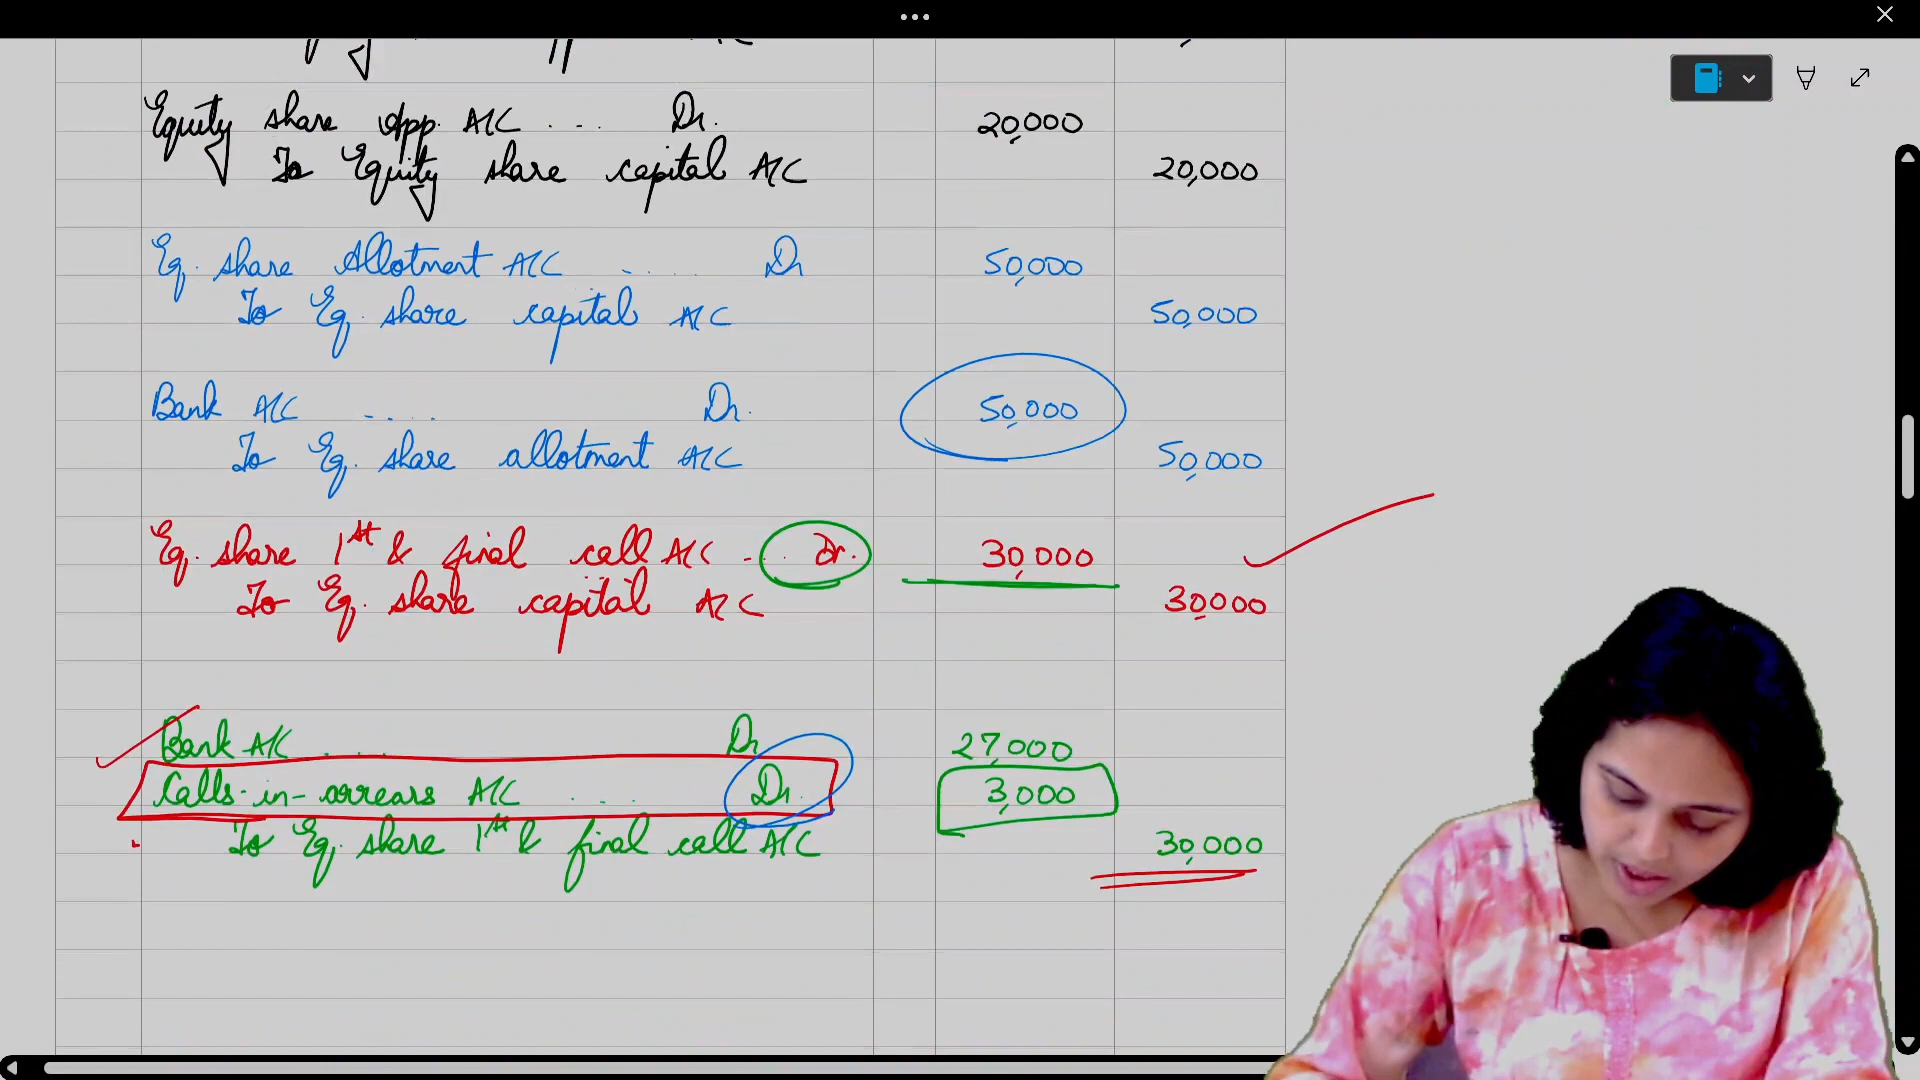 Equity share App. A/C ... Dr. 20,000
To Equity share capital A/C 20,000
Eq. share Allotment A/C ..... Dr 50,000
To Eq. share capital A/C 50,000
Bank A/C .... Dr. 50,000
To Eq. share allotment A/C 50,000
Eq. share 1st & final call A/C ... Dr. 30,000
To Eq. share capital A/C 30,000
Bank A/C .... Dr 27,000
Calls-in-arrears A/C ... Dr. 3,000
To Eq. share 1st & final call A/C 30,000